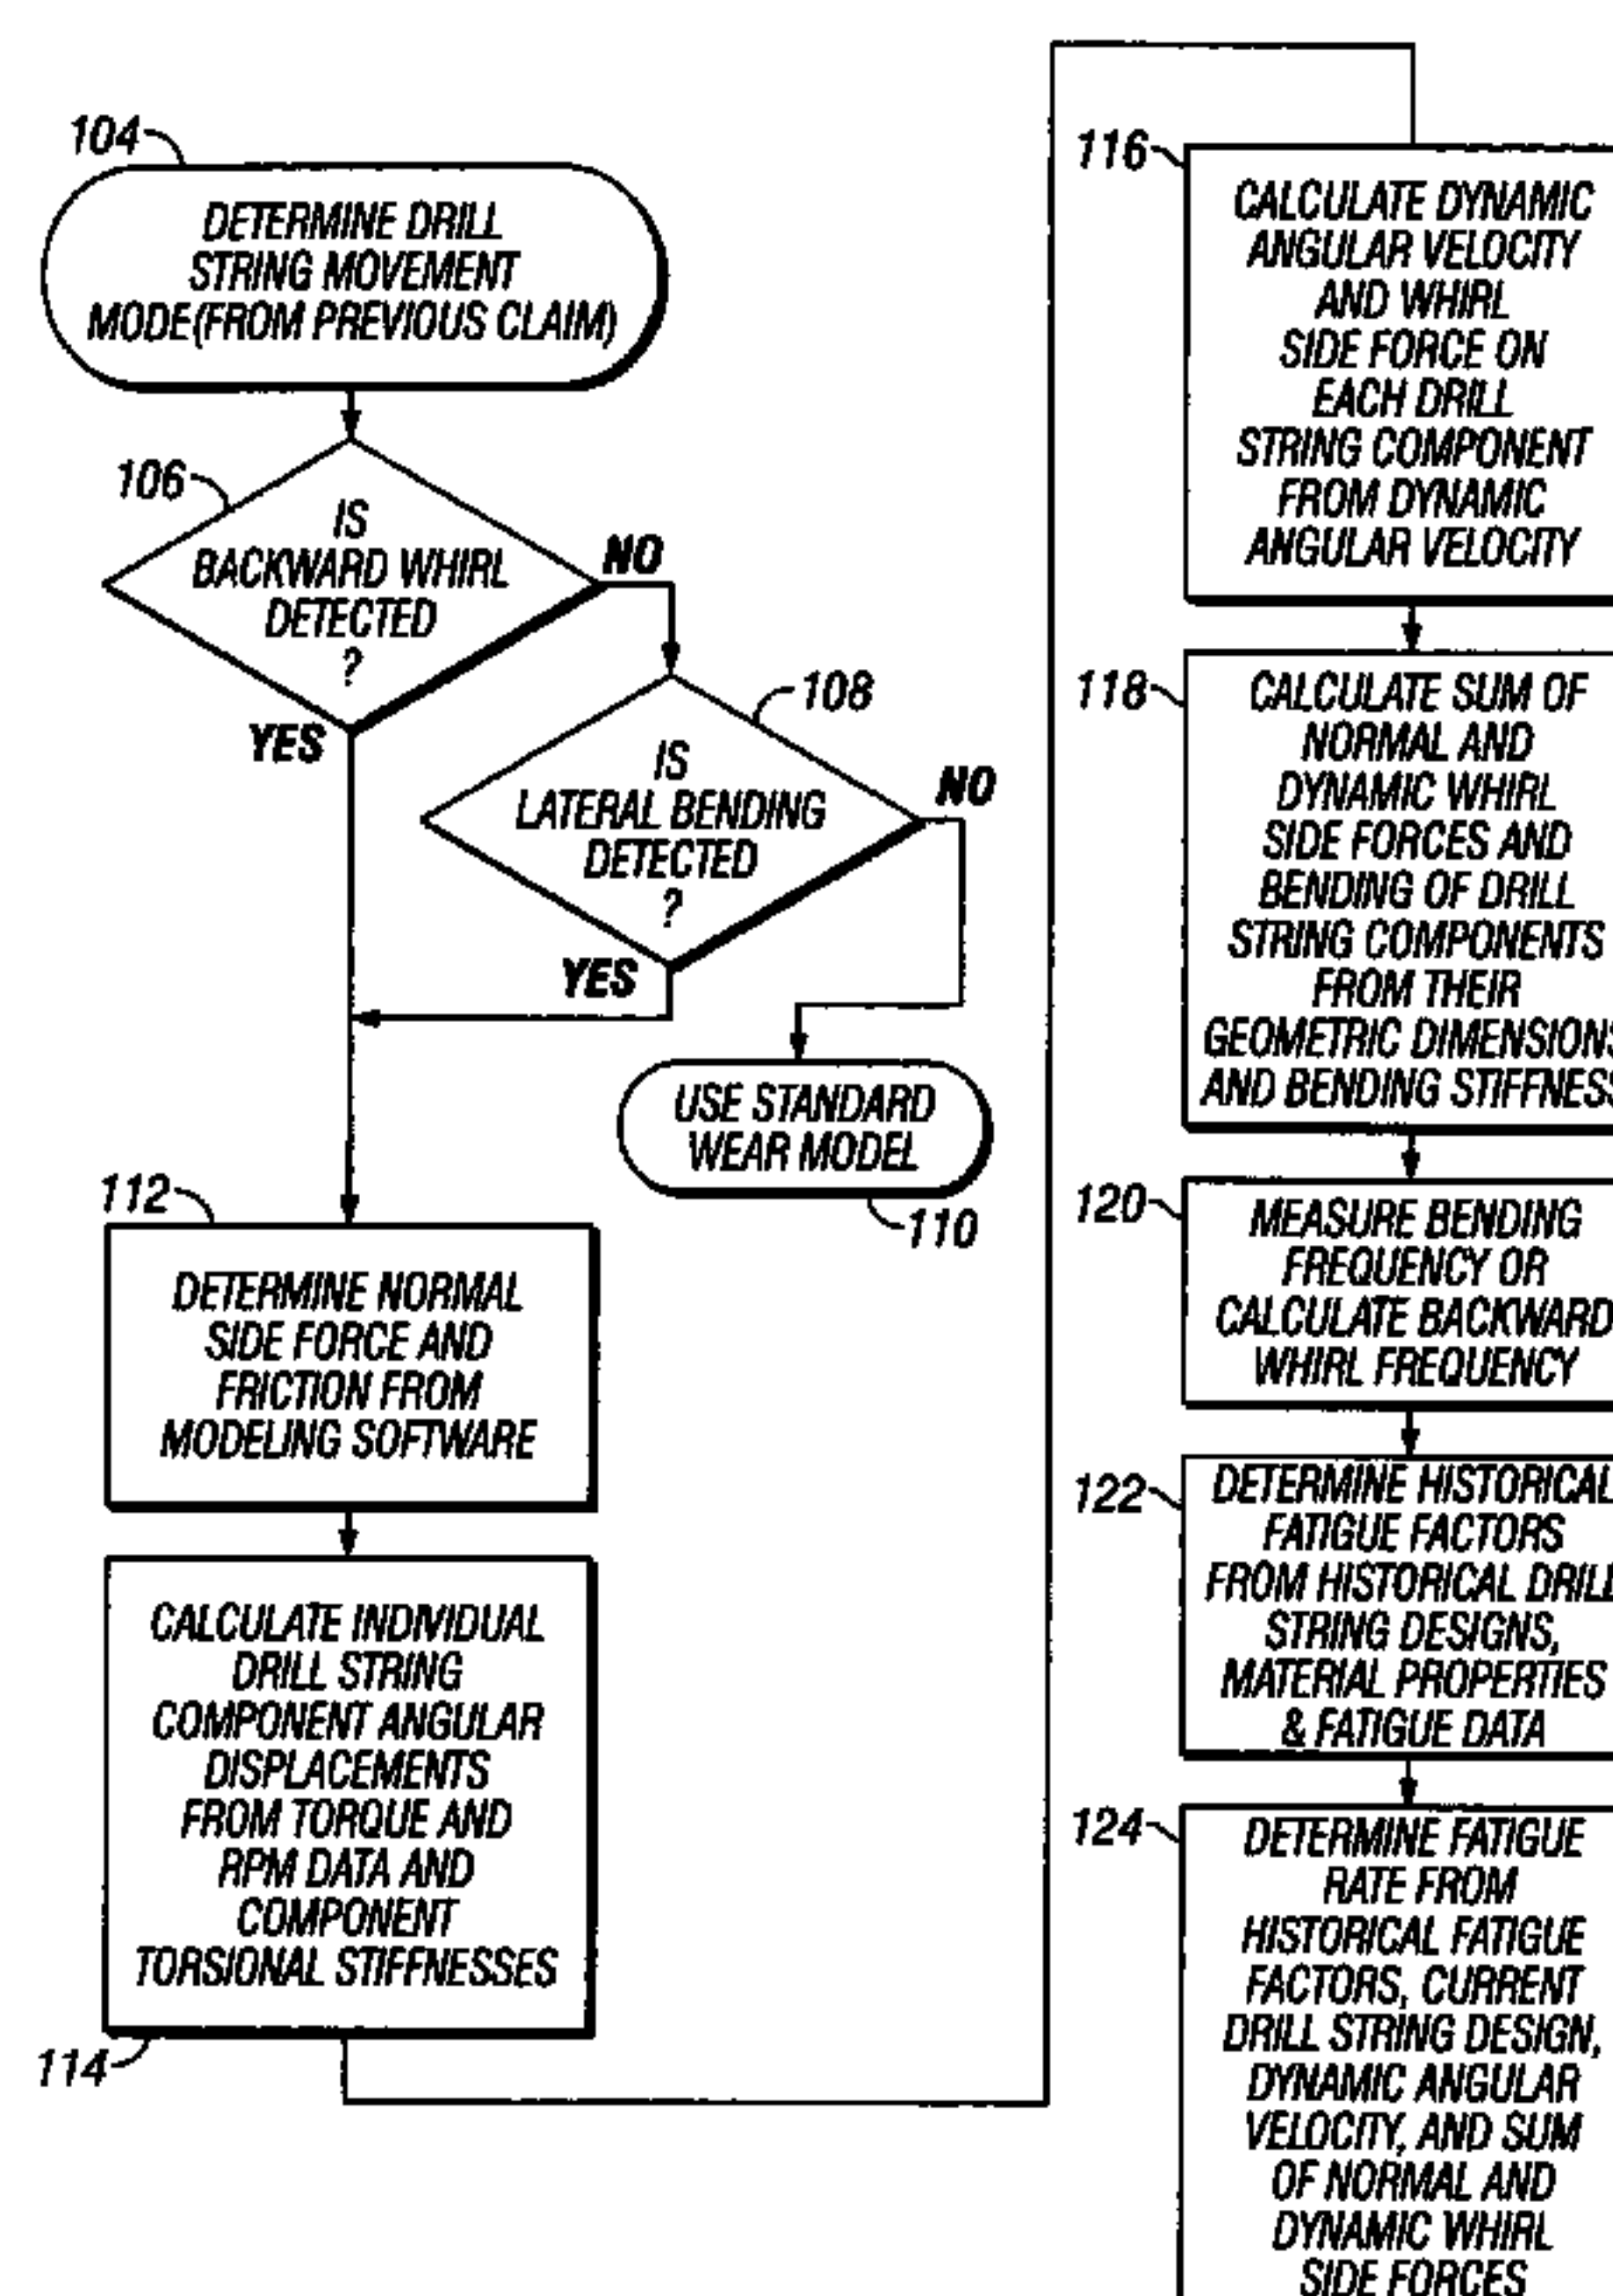 104
DETERMINE DRILL
STRING MOVEMENT
MODE(FROM PREVIOUS CLAIM)
106
IS
BACKWARD WHIRL
DETECTED
?
NO
YES
108
IS
LATERAL BENDING
DETECTED
?
NO
YES
USE STANDARD
WEAR MODEL
110
112
DETERMINE NORMAL
SIDE FORCE AND
FRICTION FROM
MODELING SOFTWARE
CALCULATE INDIVIDUAL
DRILL STRING
COMPONENT ANGULAR
DISPLACEMENTS
FROM TORQUE AND
RPM DATA AND
COMPONENT
TORSIONAL STIFFNESSES
114
116
CALCULATE DYNAMIC
ANGULAR VELOCITY
AND WHIRL
SIDE FORCE ON
EACH DRILL
STRING COMPONENT
FROM DYNAMIC
ANGULAR VELOCITY
118
CALCULATE SUM OF
NORMAL AND
DYNAMIC WHIRL
SIDE FORCES AND
BENDING OF DRILL
STRING COMPONENTS
FROM THEIR
GEOMETRIC DIMENSIONS
AND BENDING STIFFNESS
120
MEASURE BENDING
FREQUENCY OR
CALCULATE BACKWARD
WHIRL FREQUENCY
122
DETERMINE HISTORICAL
FATIGUE FACTORS
FROM HISTORICAL DRILL
STRING DESIGNS,
MATERIAL PROPERTIES
& FATIGUE DATA
124
DETERMINE FATIGUE
RATE FROM
HISTORICAL FATIGUE
FACTORS, CURRENT
DRILL STRING DESIGN,
DYNAMIC ANGULAR
VELOCITY, AND SUM
OF NORMAL AND
DYNAMIC WHIRL
SIDE FORCES